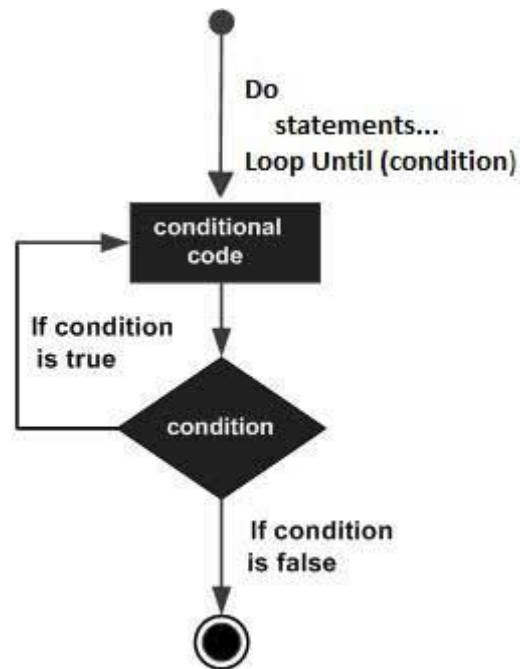 Do
statements...
Loop Until (condition)
conditional
code
If condition
is true
condition
If condition
is false